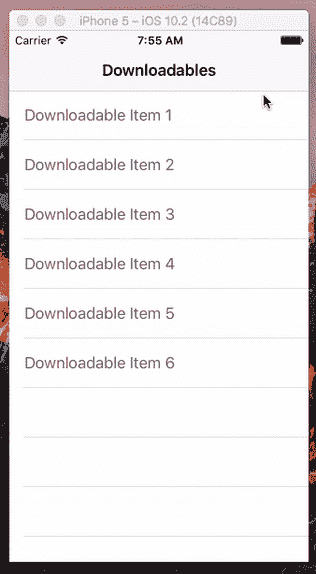 iPhone 5 – iOS 10.2 (14C89)
Carrier 7:55 AM
Downloadables
Downloadable Item 1
Downloadable Item 2
Downloadable Item 3
Downloadable Item 4
Downloadable Item 5
Downloadable Item 6